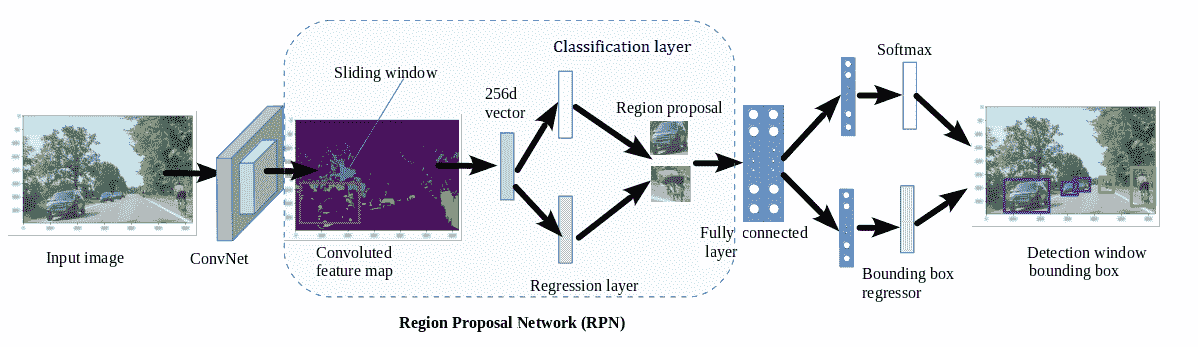 Classification layer
Softmax
Sliding window
256d
vector
Region proposal
Input image
ConvNet
Convoluted
feature map
Regression layer
Fully connected
layer
Bounding box
regressor
Detection window
bounding box
Region Proposal Network (RPN)